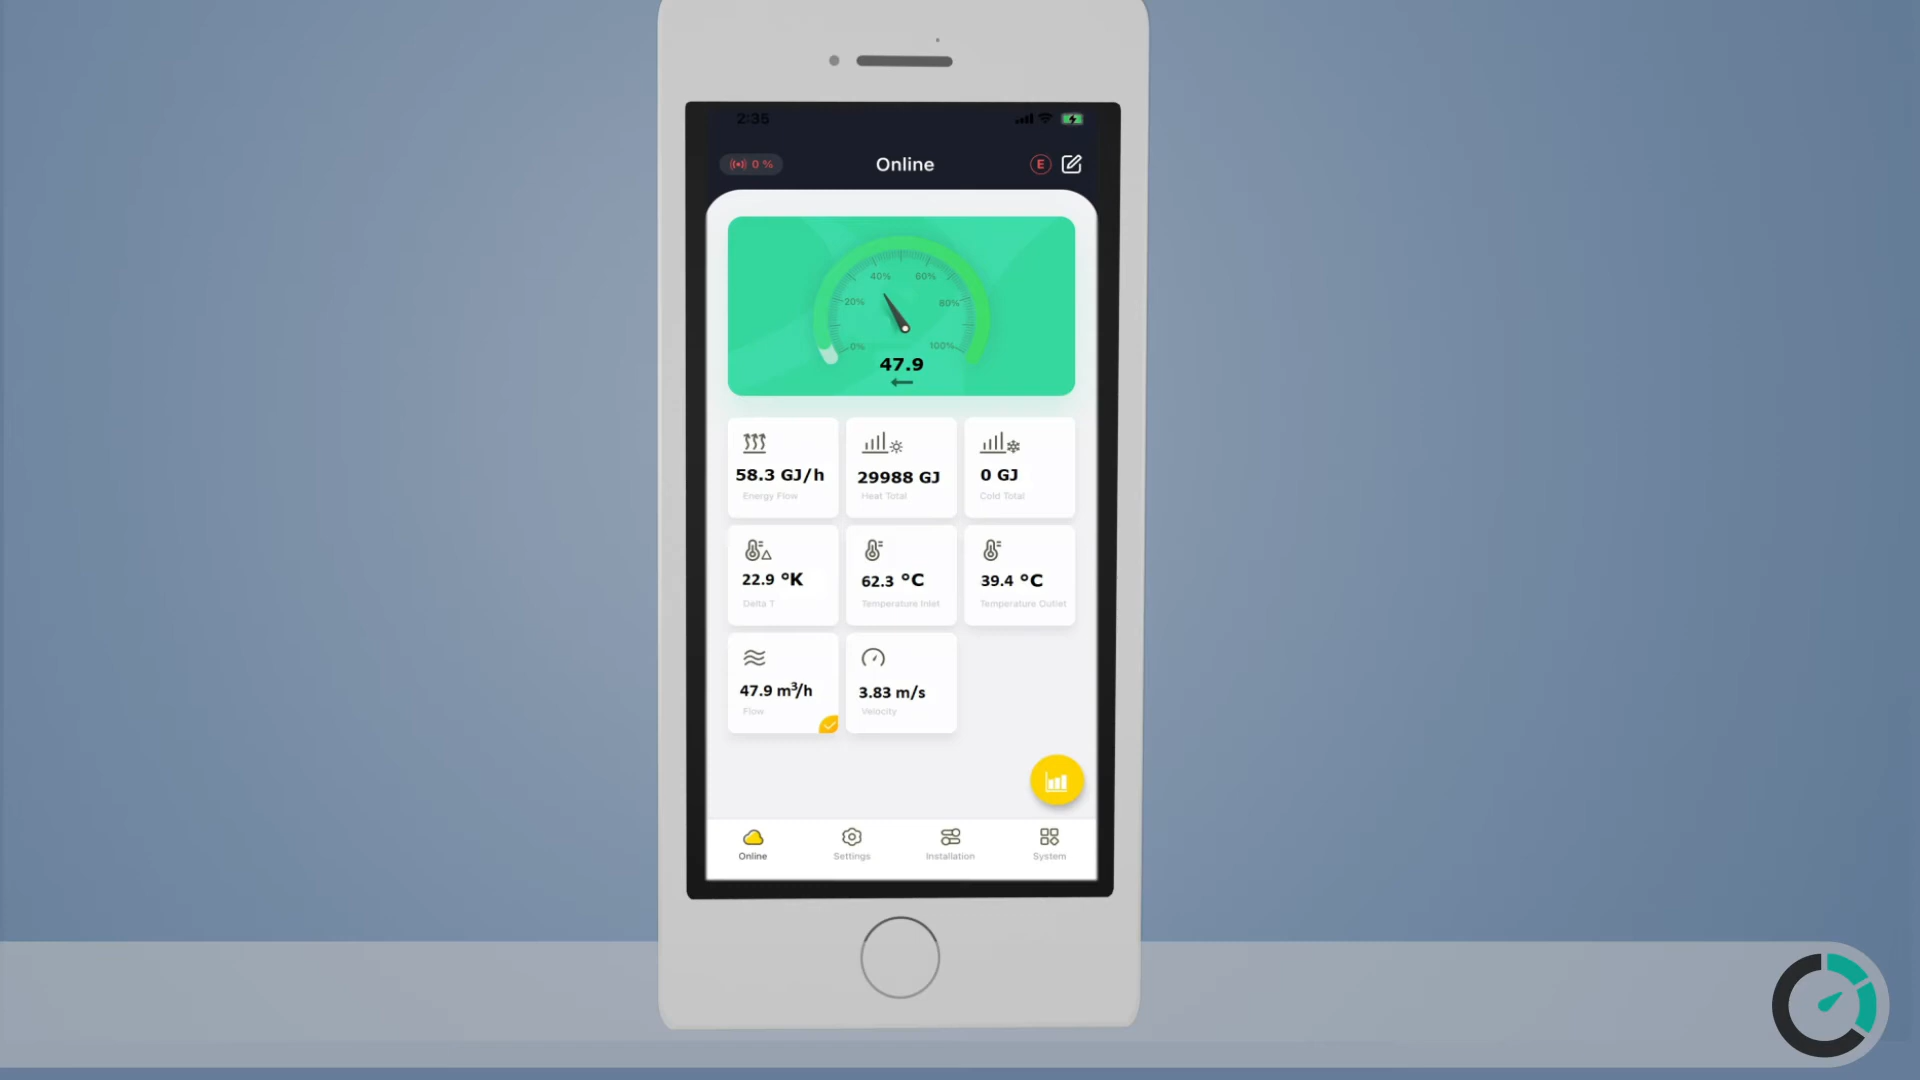 2:35
0 %
Online
E
40%
60%
20%
80%
0%
100%
47.9
58.3 GJ/h
Energy Flow
29988 GJ
Heat Total
0 GJ
Cold Total
22.9 °K
Delta T
62.3 °C
Temperature Inlet
39.4 °C
Temperature Outlet
47.9 m³/h
Flow
3.83 m/s
Velocity
Online
Settings
Installation
System